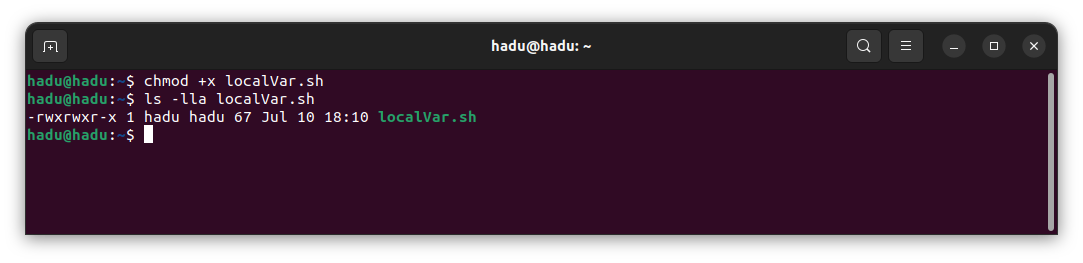 hadu@hadu: ~
hadu@hadu:~$ chmod +x localVar.sh
hadu@hadu:~$ ls -lla localVar.sh
-rwxrwxr-x 1 hadu hadu 67 Jul 10 18:10 localVar.sh
hadu@hadu:~$